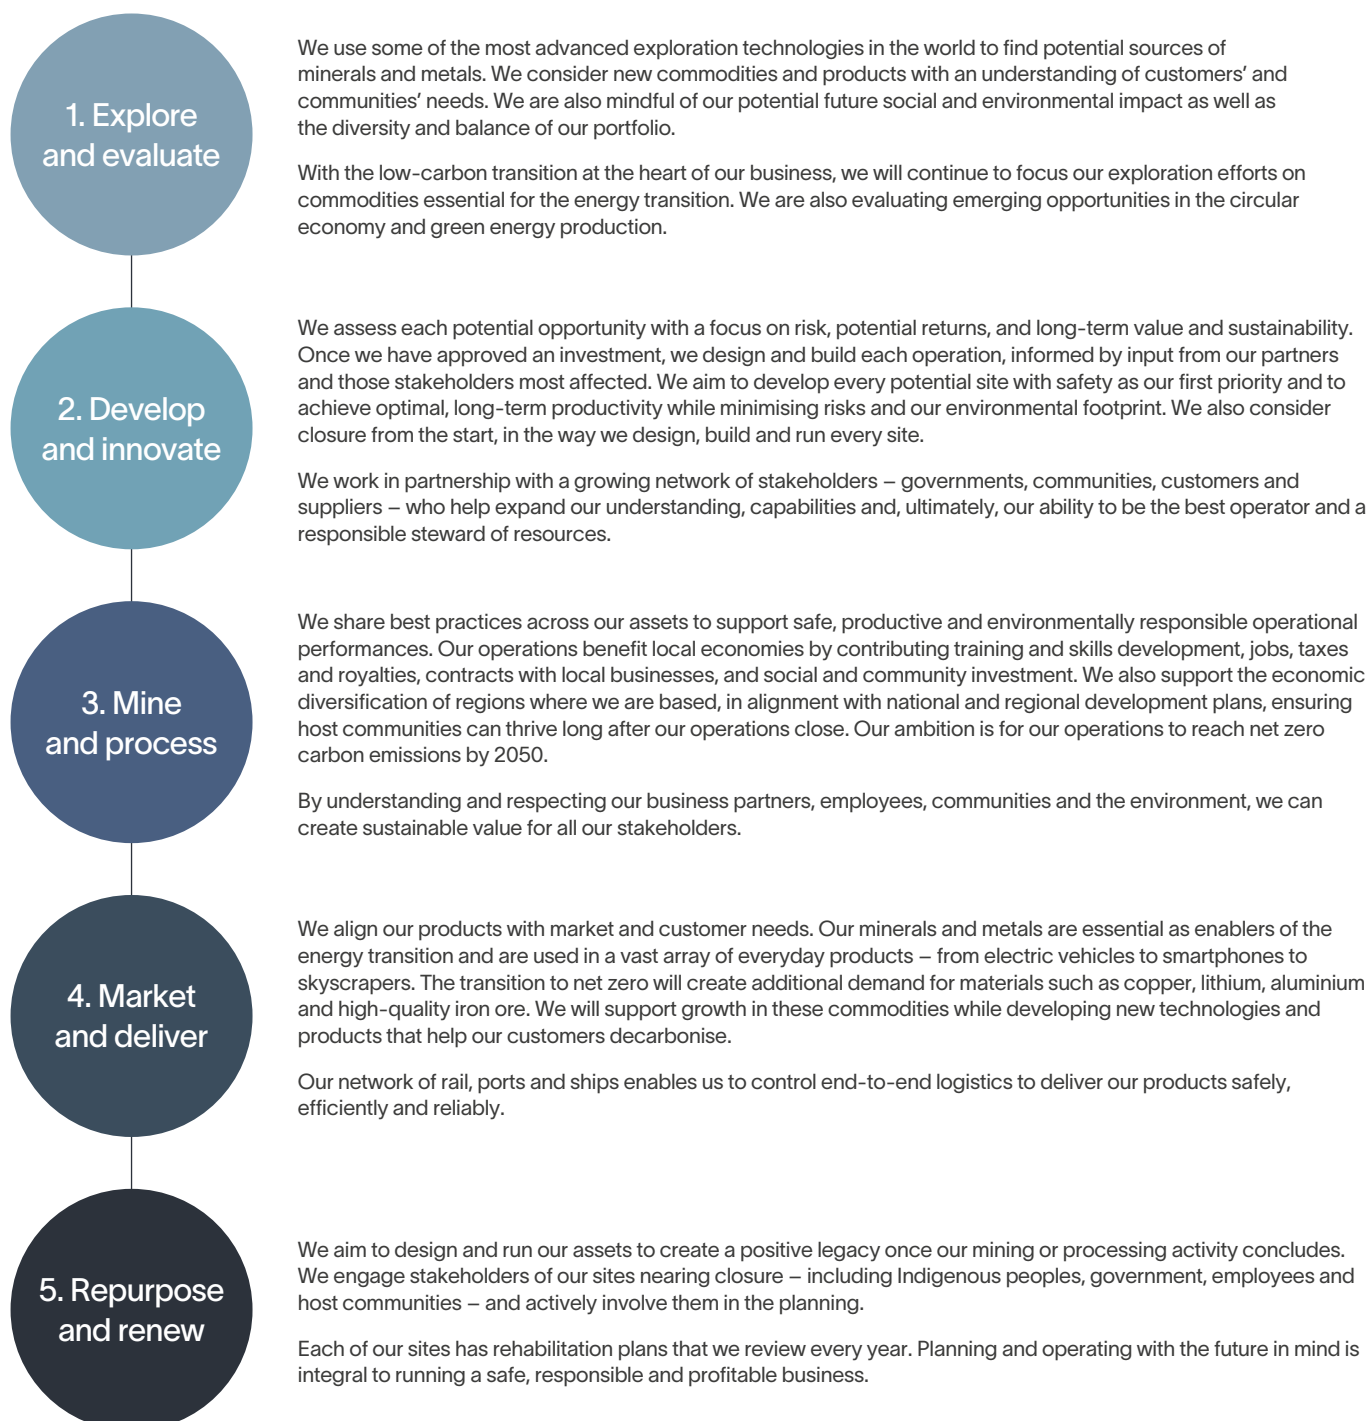 1. Explore
and evaluate
We use some of the most advanced exploration technologies in the world to find potential sources of
minerals and metals. We consider new commodities and products with an understanding of customers’ and
communities’ needs. We are also mindful of our potential future social and environmental impact as well as
the diversity and balance of our portfolio.
With the low-carbon transition at the heart of our business, we will continue to focus our exploration efforts on
commodities essential for the energy transition. We are also evaluating emerging opportunities in the circular
economy and green energy production.
2. Develop
and innovate
We assess each potential opportunity with a focus on risk, potential returns, and long-term value and sustainability.
Once we have approved an investment, we design and build each operation, informed by input from our partners
and those stakeholders most affected. We aim to develop every potential site with safety as our first priority and to
achieve optimal, long-term productivity while minimising risks and our environmental footprint. We also consider
closure from the start, in the way we design, build and run every site.
We work in partnership with a growing network of stakeholders – governments, communities, customers and
suppliers – who help expand our understanding, capabilities and, ultimately, our ability to be the best operator and a
responsible steward of resources.
3. Mine
and process
We share best practices across our assets to support safe, productive and environmentally responsible operational
performances. Our operations benefit local economies by contributing training and skills development, jobs, taxes
and royalties, contracts with local businesses, and social and community investment. We also support the economic
diversification of regions where we are based, in alignment with national and regional development plans, ensuring
host communities can thrive long after our operations close. Our ambition is for our operations to reach net zero
carbon emissions by 2050.
By understanding and respecting our business partners, employees, communities and the environment, we can
create sustainable value for all our stakeholders.
4. Market
and deliver
We align our products with market and customer needs. Our minerals and metals are essential as enablers of the
energy transition and are used in a vast array of everyday products – from electric vehicles to smartphones to
skyscrapers. The transition to net zero will create additional demand for materials such as copper, lithium, aluminium
and high-quality iron ore. We will support growth in these commodities while developing new technologies and
products that help our customers decarbonise.
Our network of rail, ports and ships enables us to control end-to-end logistics to deliver our products safely,
efficiently and reliably.
5. Repurpose
and renew
We aim to design and run our assets to create a positive legacy once our mining or processing activity concludes.
We engage stakeholders of our sites nearing closure – including Indigenous peoples, government, employees and
host communities – and actively involve them in the planning.
Each of our sites has rehabilitation plans that we review every year. Planning and operating with the future in mind is
integral to running a safe, responsible and profitable business.